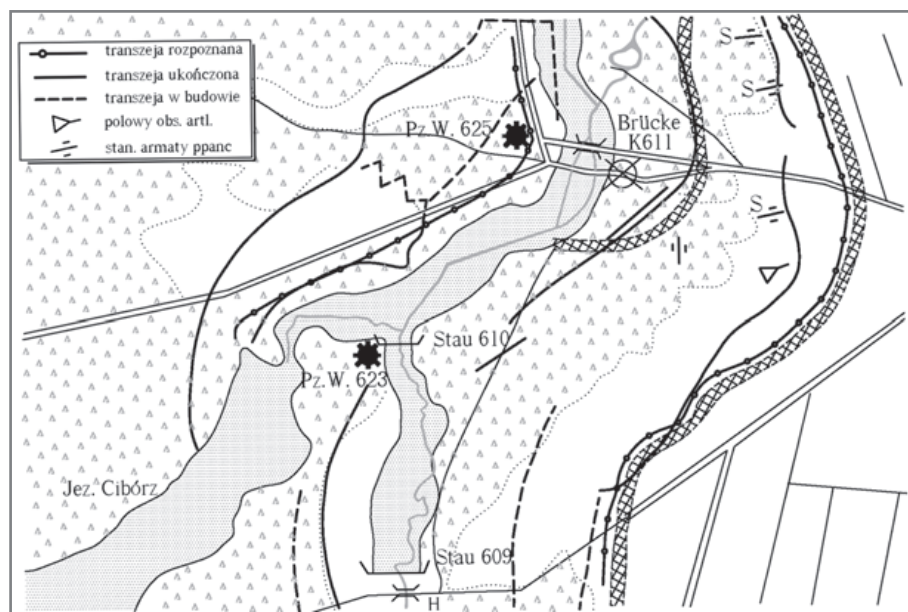 transzeja rozpoznana
transzeja ukończona
transzeja w budowie
polowy obs. artl.
stan. armaty ppanc
S
S
Pz.W. 625
Brücke
K611
S
Stau 610
Pz.W. 623
Jez. Cibórz
Stau 609
H